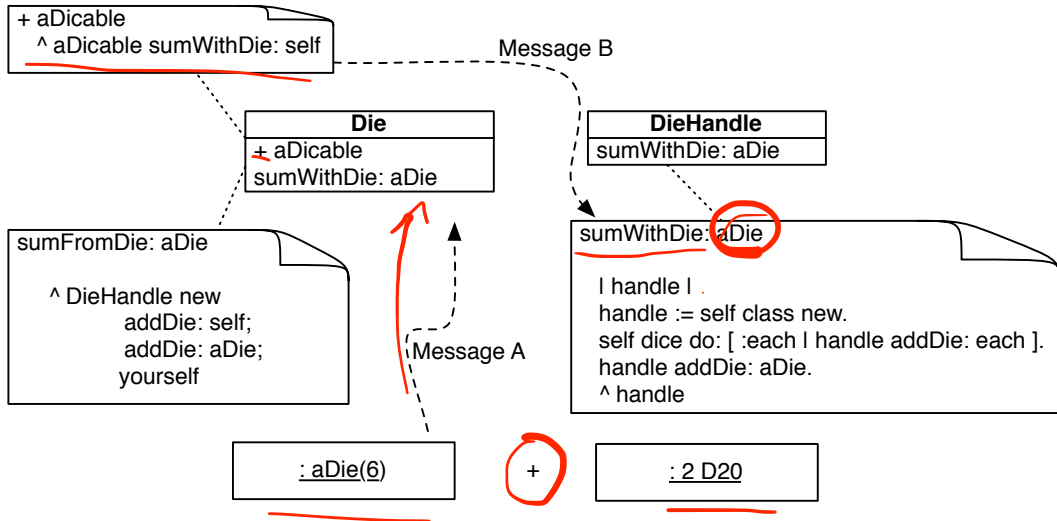 + aDicable
^ aDicable sumWithDie: self
Message B
Die
+ aDicable
sumWithDie: aDie
DieHandle
sumWithDie: aDie
sumFromDie: aDie
^ DieHandle new
addDie: self;
addDie: aDie;
yourself
sumWithDie: aDie
| handle |
handle := self class new.
self dice do: [ :each | handle addDie: each ].
handle addDie: aDie.
^ handle
Message A
: aDie(6)
+
: 2 D20